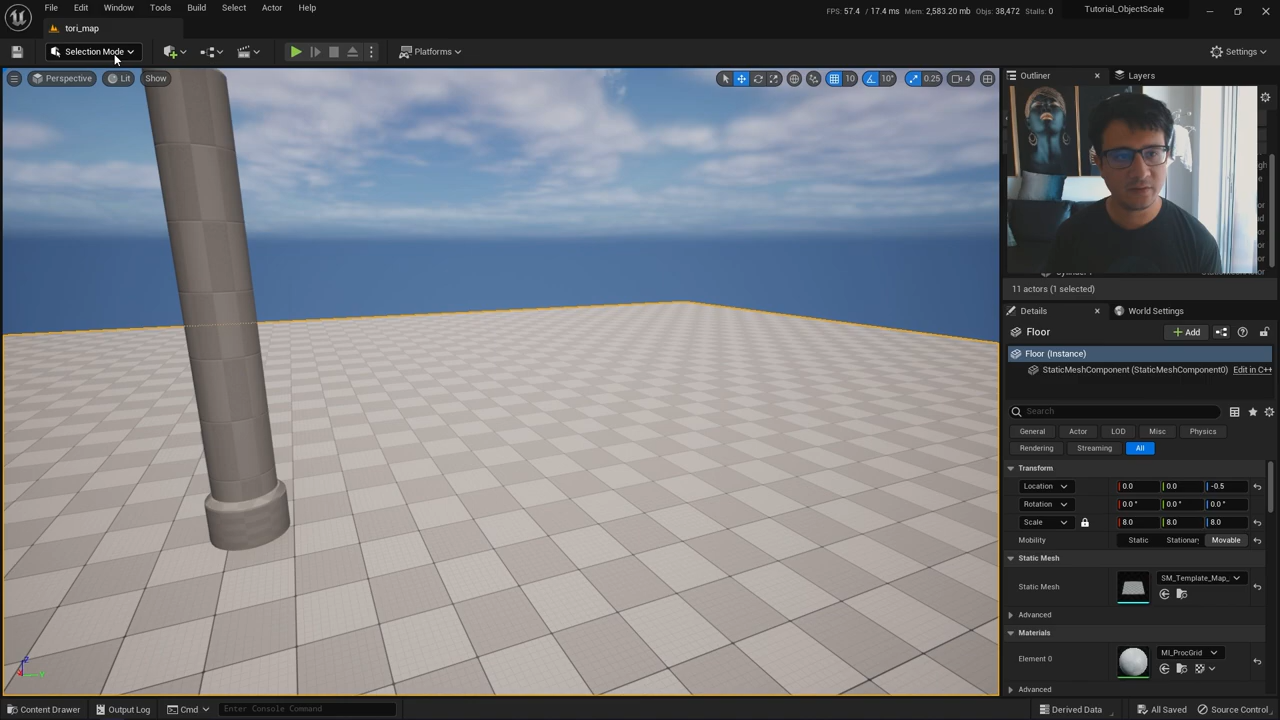 File Edit Window Tools Build Select Actor Help
FPS: 57.4 / 17.4 ms Mem: 2,583.20 mb Objs: 38,472 Stalls: 0
Tutorial_ObjectScale
tori_map
Selection Mode
Platforms
Settings
Perspective Lit Show
10 10° 0.25 4
Outliner Layers
11 actors (1 selected)
Details World Settings
Floor
Add
Floor (Instance)
StaticMeshComponent (StaticMeshComponent0) Edit in C++
Search
General Actor LOD Misc Physics
Rendering Streaming All
Transform
Location 0.0 0.0 -0.5
Rotation 0.0° 0.0° 0.0°
Scale 8.0 8.0 8.0
Mobility Static Stationar Movable
Static Mesh
Static Mesh SM_Template_Map_
Advanced
Materials
Element 0 MI_ProcGrid
Advanced
Content Drawer Output Log Cmd Enter Console Command
Derived Data All Saved Source Control